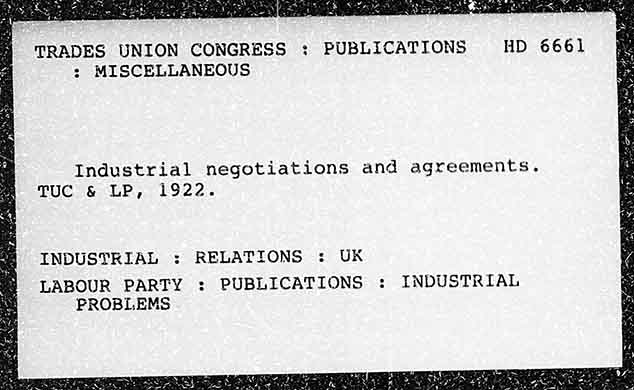 TRADES UNION CONGRESS : PUBLICATIONS HD 6661
: MISCELLANEOUS
Industrial negotiations and agreements.
TUC & LP, 1922.
INDUSTRIAL : RELATIONS : UK
LABOUR PARTY : PUBLICATIONS : INDUSTRIAL
PROBLEMS